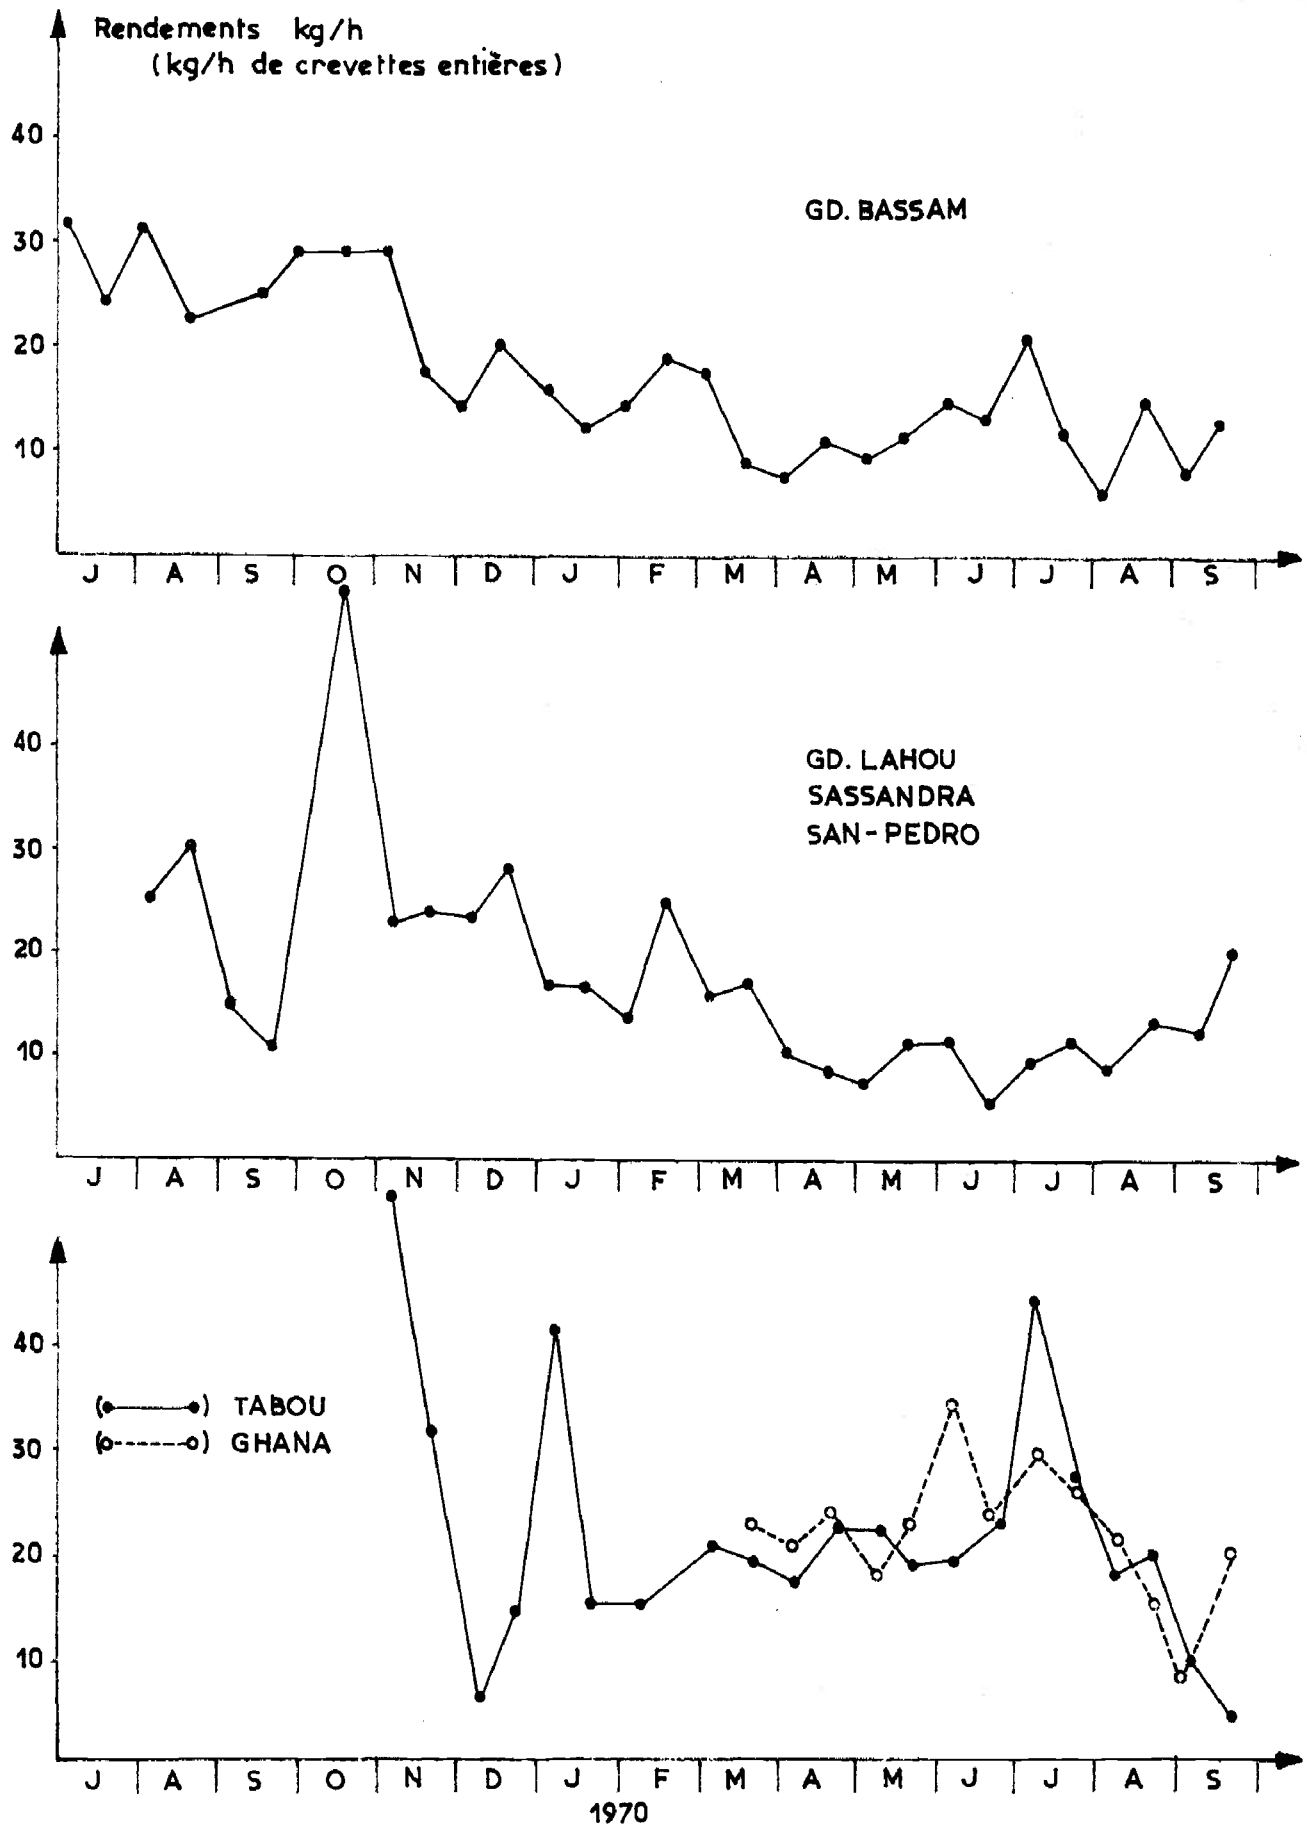 Rendements kg/h
(kg/h de crevettes entières)
40
30
20
10
GD. BASSAM
J A S O N D J F M A M J J A S
40
30
20
10
GD. LAHOU
SASSANDRA
SAN-PEDRO
J A S O N D J F M A M J J A S
40
30
20
10
TABOU
GHANA
J A S O N D J F M A M J J A S
1970